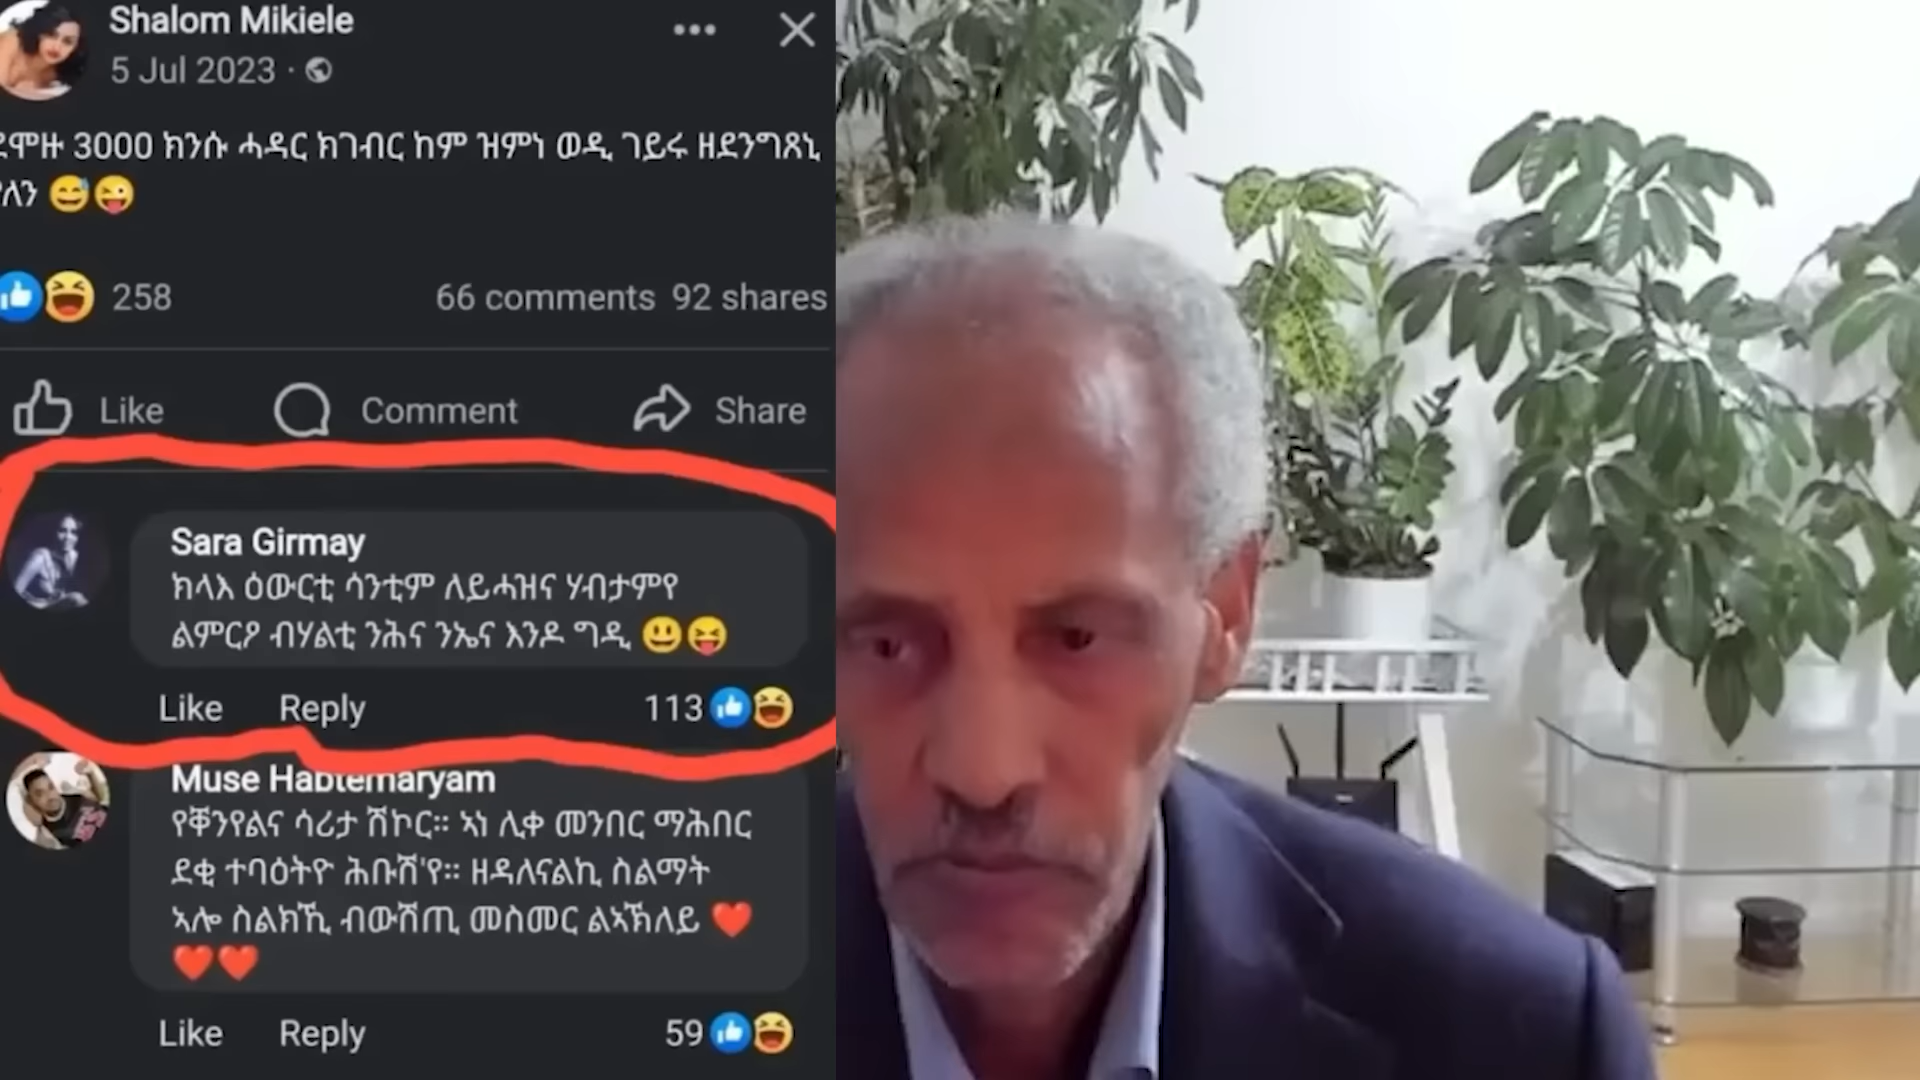 Shalom Mikiele
5 Jul 2023
3000 ክንሱ ሓዳር ክገብር ከም ዝምነ ወዲ ገይሩ ዘደንግጸኒ
😅😜
258
66 comments 92 shares
Like Comment Share
Sara Girmay
ክላእ ዕውርቲ ሳንቲም ለይሓዝና ሃብታምየ
ልምርዖ ብሃልቲ ንሕና ንኤና እንዶ ግዲ 😃😝
Like Reply 113
Muse Habtemaryam
የቐንየልና ሳሪታ ሽኮር። ኣነ ሊቀ መንበር ማሕበር
ደቂ ተባዕትዮ ሕቡሽ'የ። ዘዳለናልኪ ስልማት
ኣሎ ስልክኺ ብውሽጢ መስመር ልኣኽለይ ❤️
❤️❤️
Like Reply 59